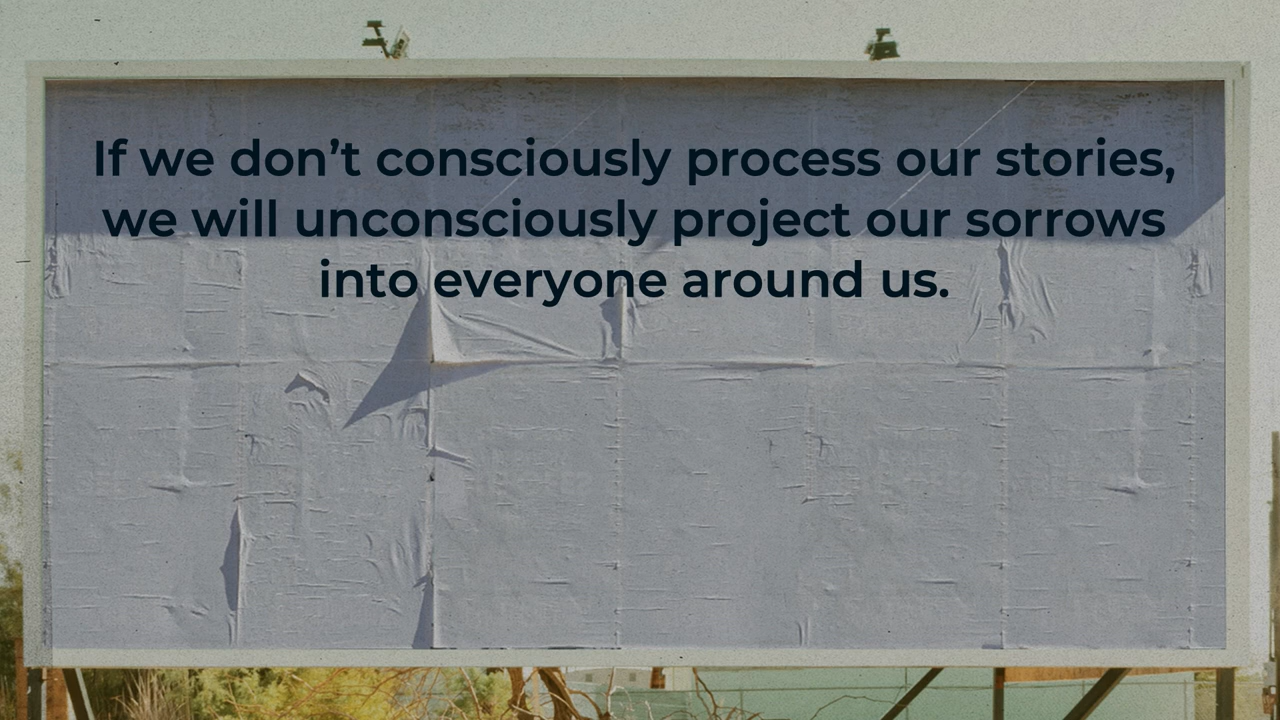 If we don’t consciously process our stories,
we will unconsciously project our sorrows
into everyone around us.